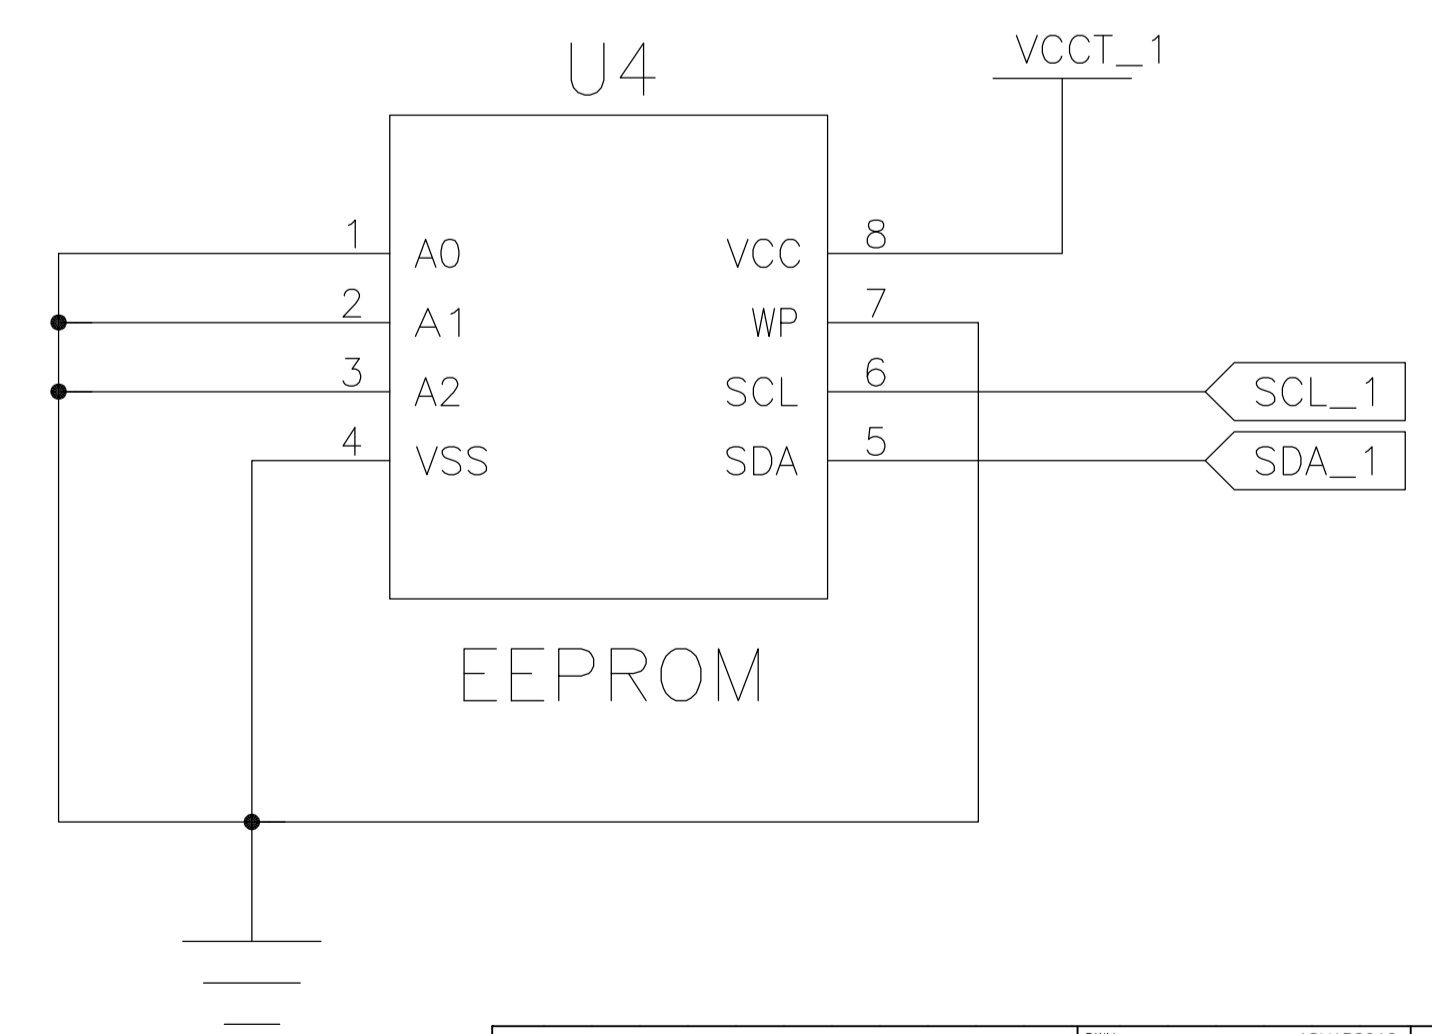 U4
VCCT_1
1 A0 VCC 8
2 A1 WP 7
3 A2 SCL 6 SCL_1
4 VSS SDA 5 SDA_1
EEPROM